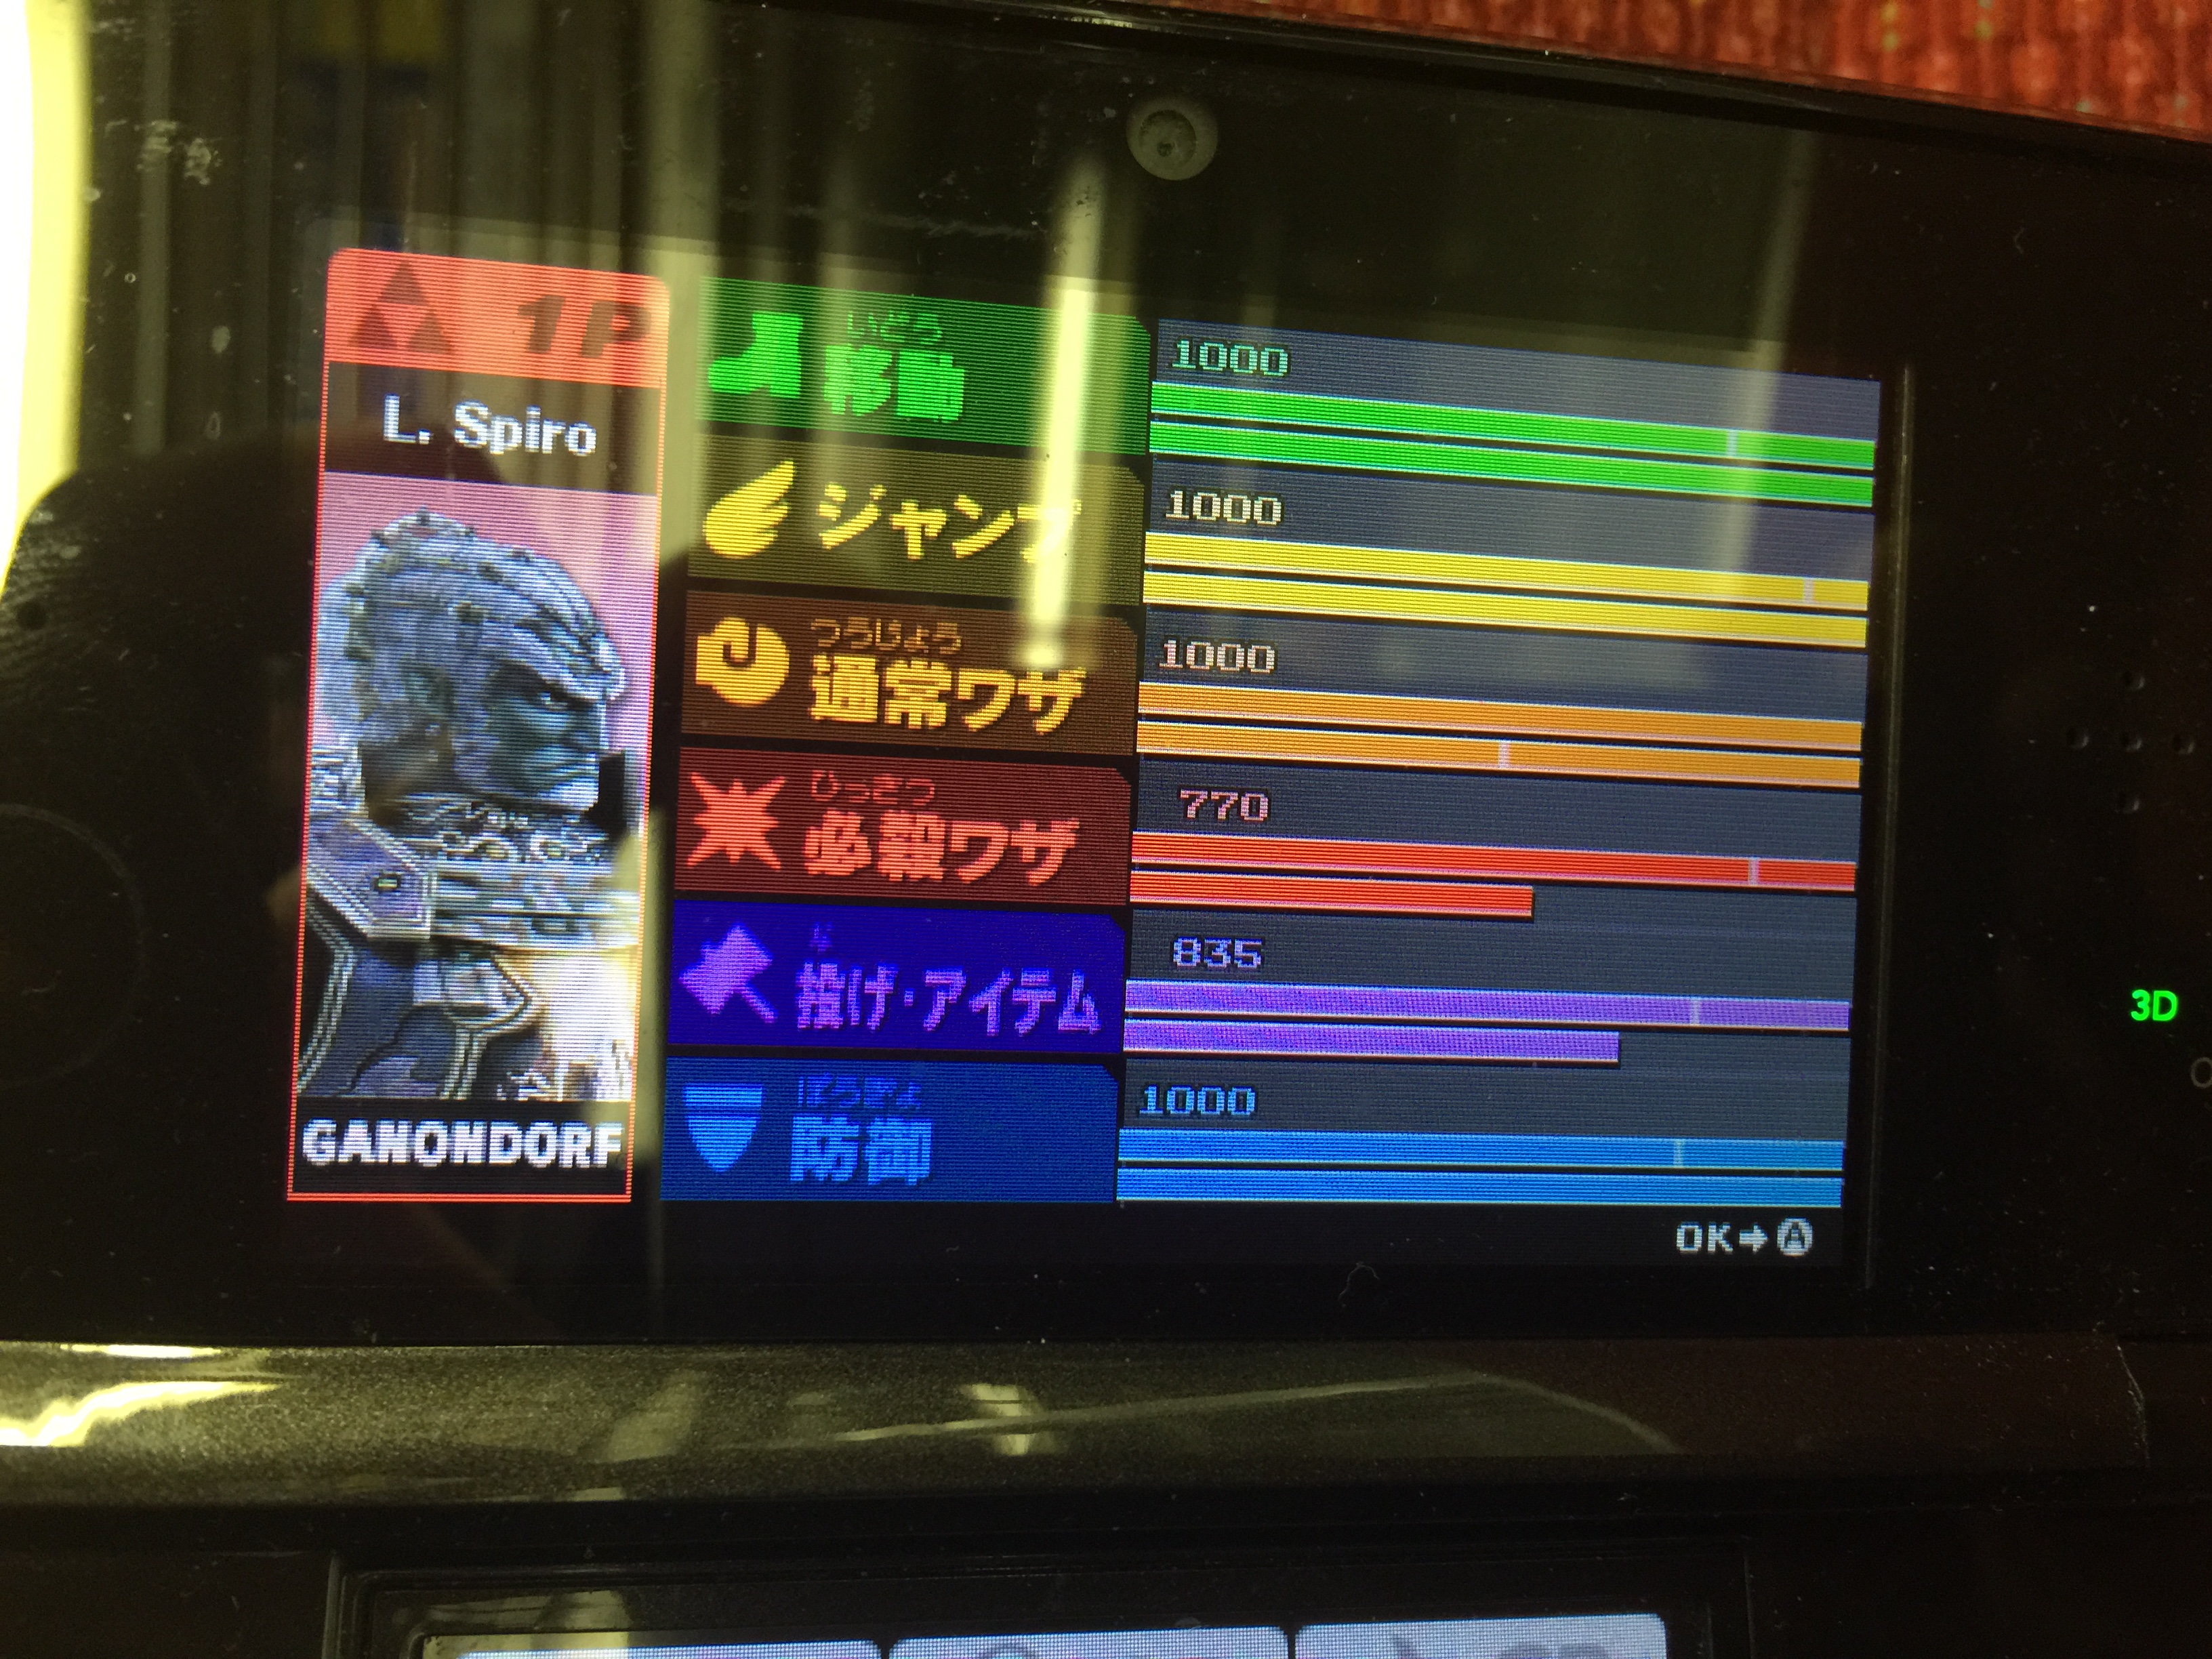 1P
L. Spiro
GANONDORF
いどう
移動
1000
ジャンプ
1000
つうじょう
通常ワザ
1000
ひっさつ
必殺ワザ
770
な
投げ・アイテム
835
ぼうぎょ
防御
1000
OK➡Ⓐ
3D